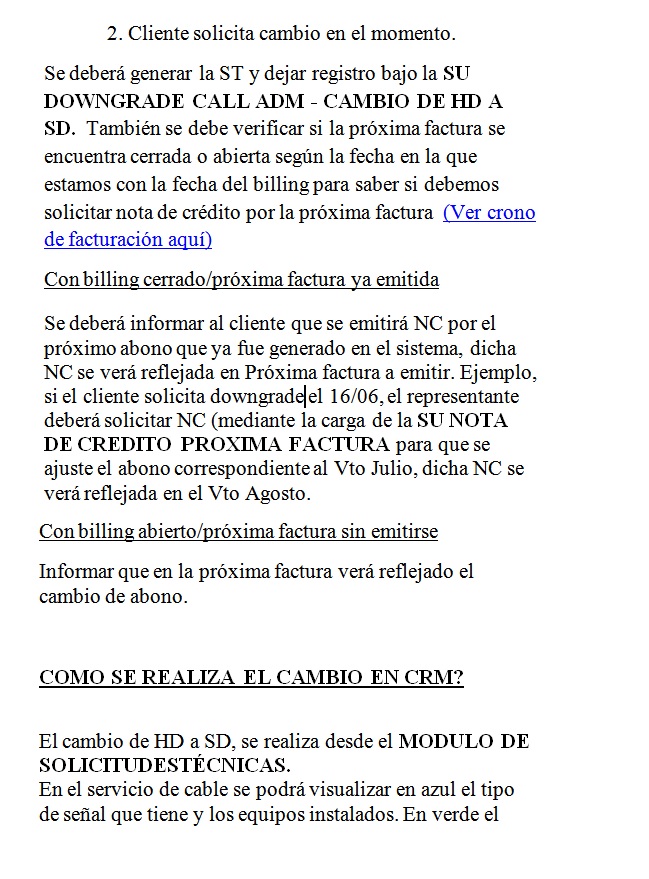 2. Cliente solicita cambio en el momento.
Se deberá generar la ST y dejar registro bajo la SU
DOWNGRADE CALL ADM - CAMBIO DE HD A
SD. También se debe verificar si la próxima factura se
encuentra cerrada o abierta según la fecha en la que
estamos con la fecha del billing para saber si debemos
solicitar nota de crédito por la próxima factura (Ver crono
de facturación aquí)
Con billing cerrado/próxima factura ya emitida
Se deberá informar al cliente que se emitirá NC por el
próximo abono que ya fue generado en el sistema, dicha
NC se verá reflejada en Próxima factura a emitir. Ejemplo,
si el cliente solicita downgrade el 16/06, el representante
deberá solicitar NC (mediante la carga de la SU NOTA
DE CREDITO PROXIMA FACTURA para que se
ajuste el abono correspondiente al Vto Julio, dicha NC se
verá reflejada en el Vto Agosto.
Con billing abierto/próxima factura sin emitirse
Informar que en la próxima factura verá reflejado el
cambio de abono.
COMO SE REALIZA EL CAMBIO EN CRM?
El cambio de HD a SD, se realiza desde el MODULO DE
SOLICITUDESTÉCNICAS.
En el servicio de cable se podrá visualizar en azul el tipo
de señal que tiene y los equipos instalados. En verde el